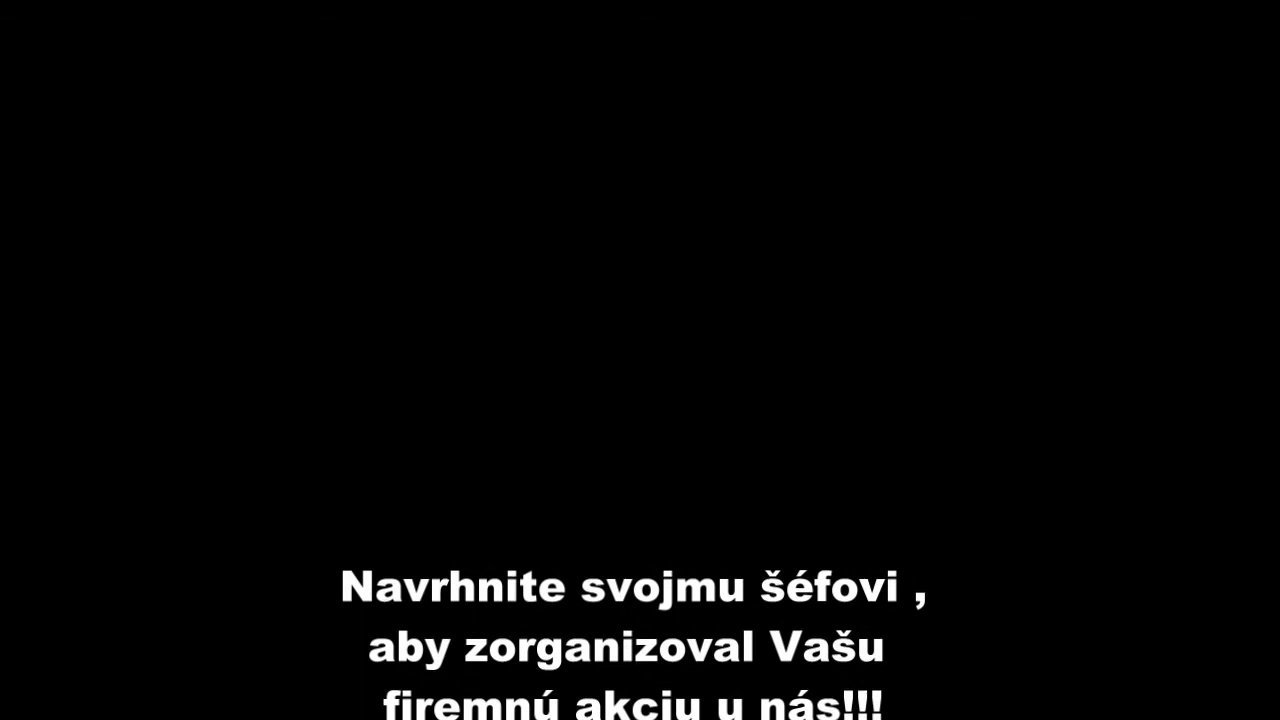 Navrhnite svojmu šéfovi ,
aby zorganizoval Vašu
firemnú akciu u nás!!!